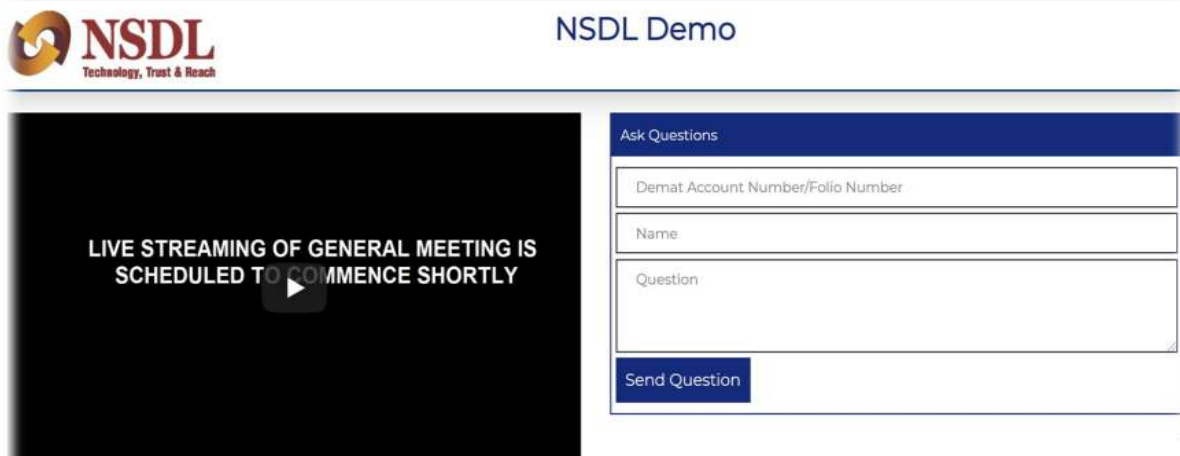 NSDL
Technology, Trust & Reach
NSDL Demo
LIVE STREAMING OF GENERAL MEETING IS
SCHEDULED TO COMMENCE SHORTLY
Ask Questions
Demat Account Number/Folio Number
Name
Question
Send Question